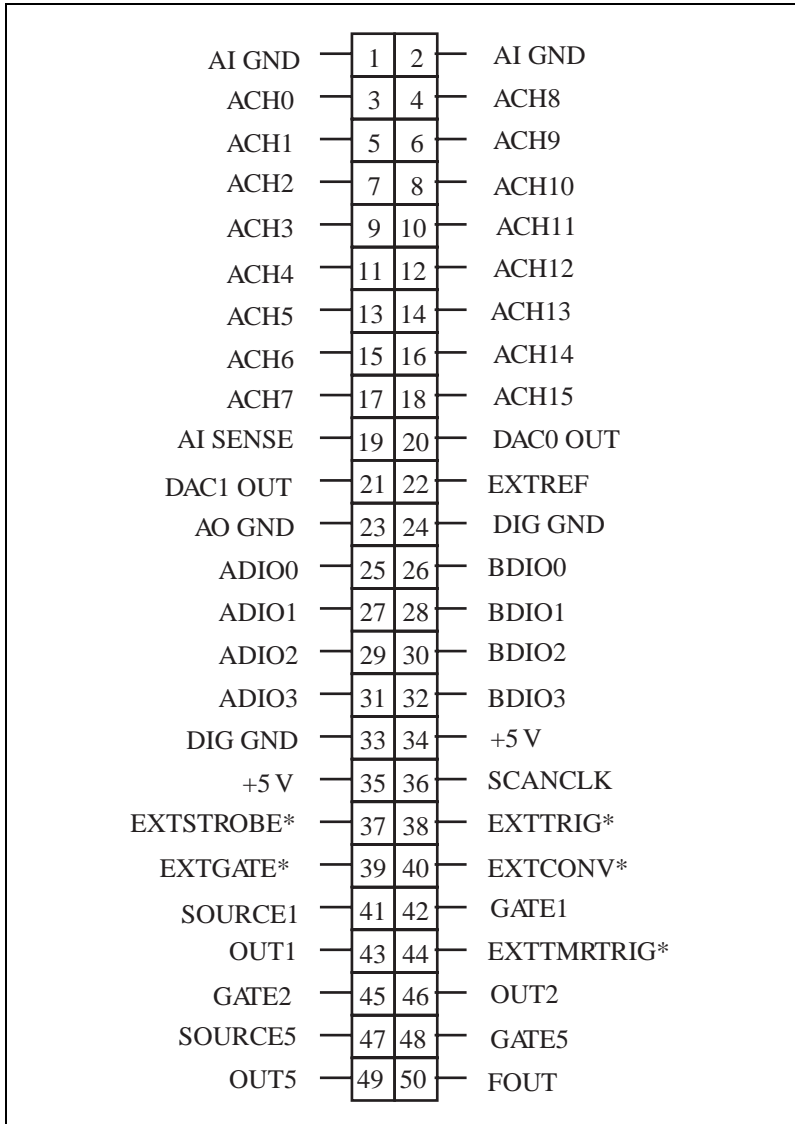 AI GND 1 2 AI GND
ACH0 3 4 ACH8
ACH1 5 6 ACH9
ACH2 7 8 ACH10
ACH3 9 10 ACH11
ACH4 11 12 ACH12
ACH5 13 14 ACH13
ACH6 15 16 ACH14
ACH7 17 18 ACH15
AI SENSE 19 20 DAC0 OUT
DAC1 OUT 21 22 EXTREF
AO GND 23 24 DIG GND
ADIO0 25 26 BDIO0
ADIO1 27 28 BDIO1
ADIO2 29 30 BDIO2
ADIO3 31 32 BDIO3
DIG GND 33 34 +5 V
+5 V 35 36 SCANCLK
EXTSTROBE* 37 38 EXTTRIG*
EXTGATE* 39 40 EXTCONV*
SOURCE1 41 42 GATE1
OUT1 43 44 EXTTMRTRIG*
GATE2 45 46 OUT2
SOURCE5 47 48 GATE5
OUT5 49 50 FOUT